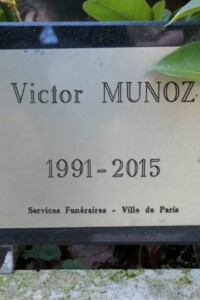 Victor MUNOZ
1991-2015
Services Funéraires - Ville de Paris